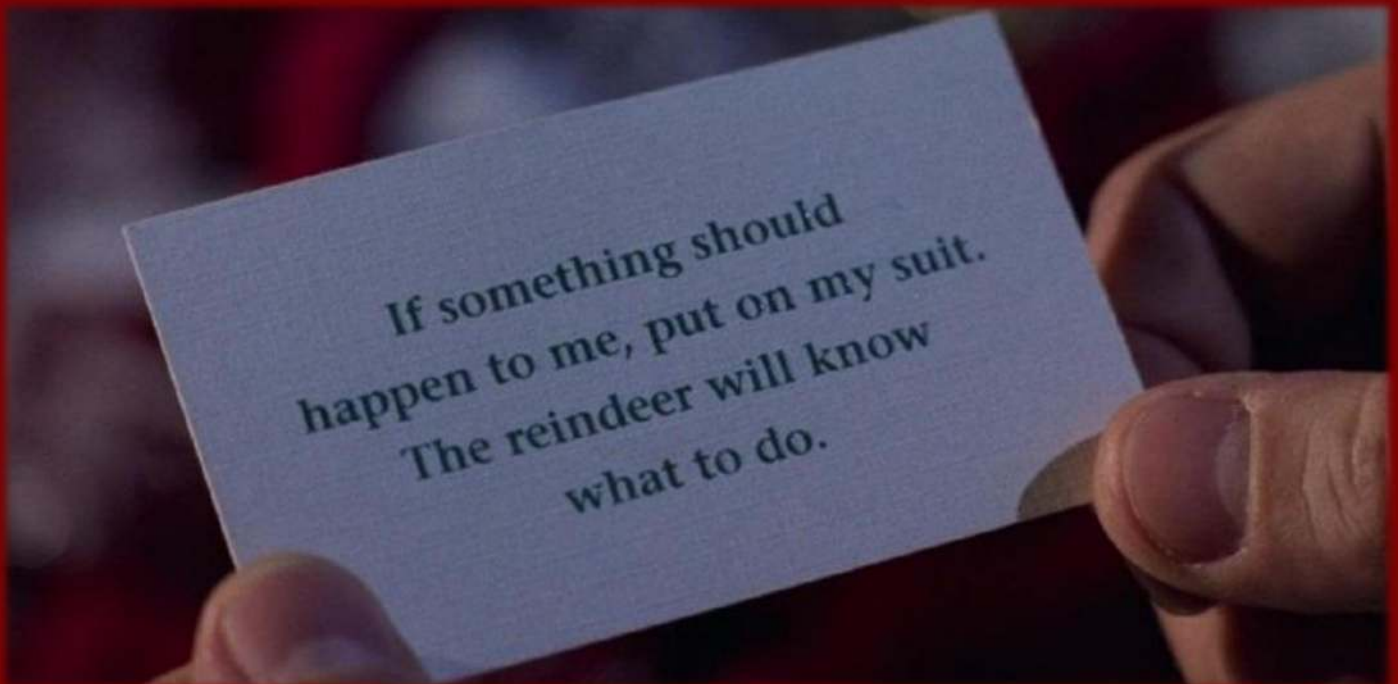 If something should
happen to me, put on my suit.
The reindeer will know
what to do.